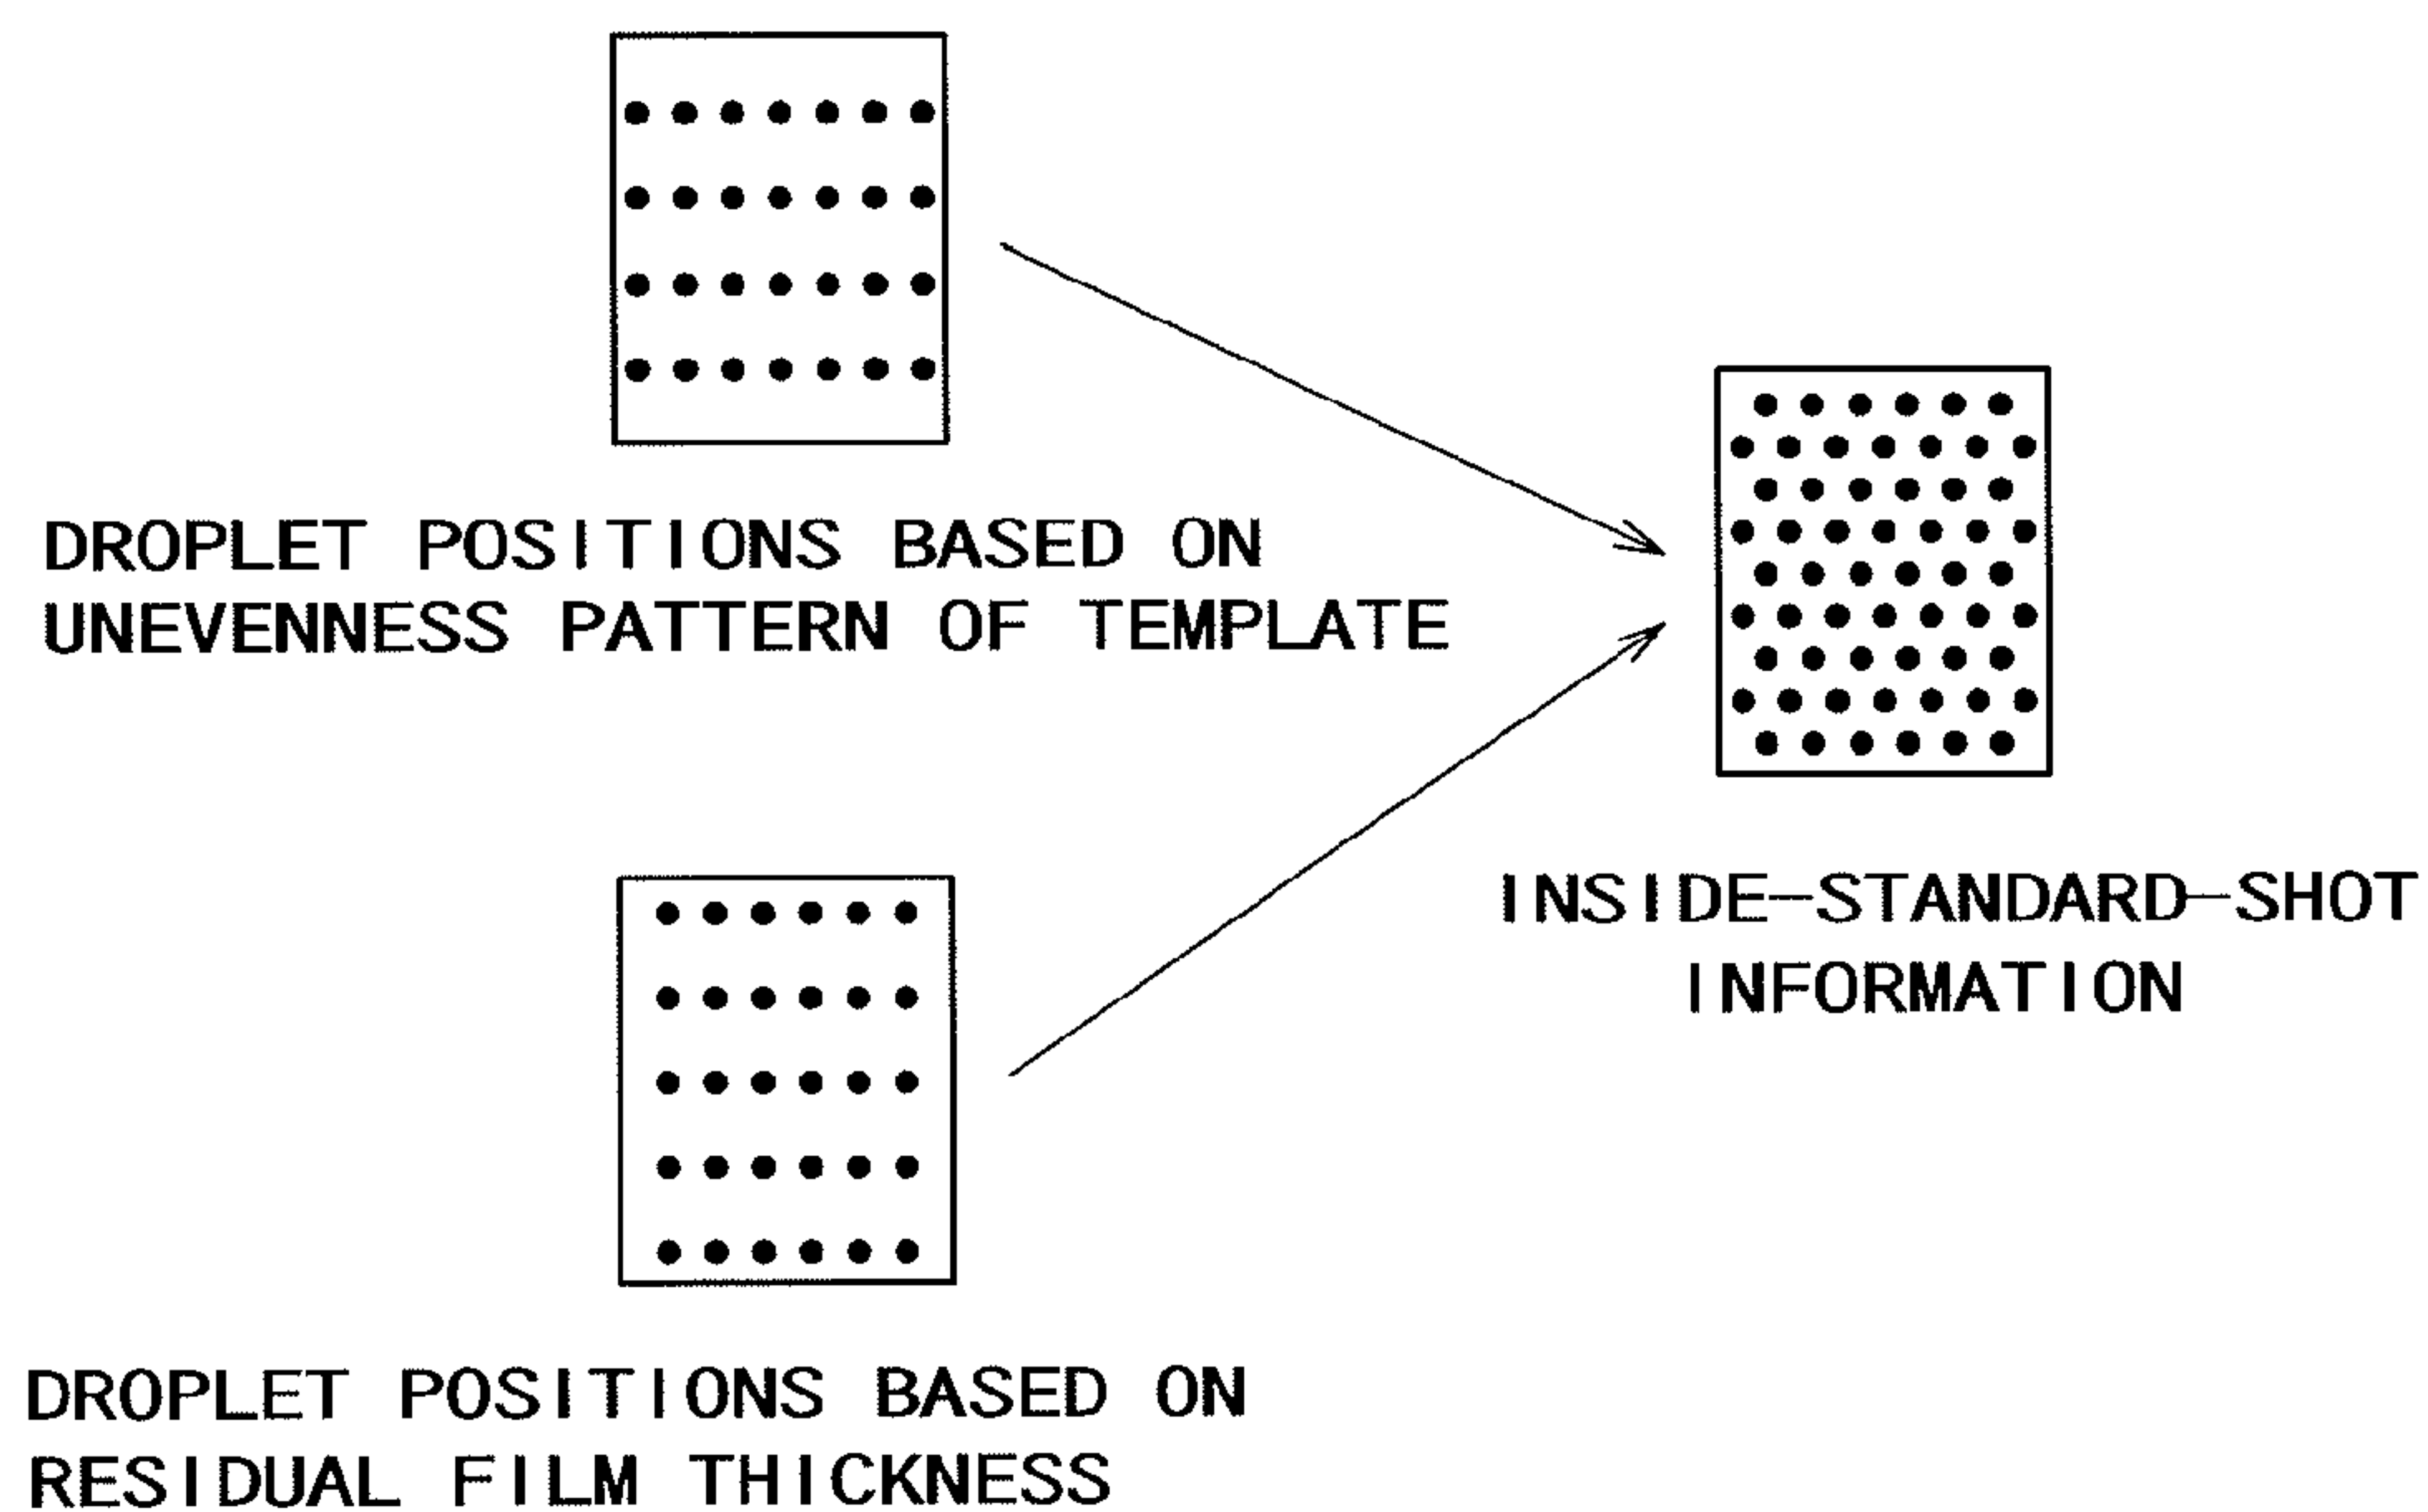 DROPLET POSITIONS BASED ON
UNEVENNESS PATTERN OF TEMPLATE
INSIDE-STANDARD-SHOT
INFORMATION
DROPLET POSITIONS BASED ON
RESIDUAL FILM THICKNESS